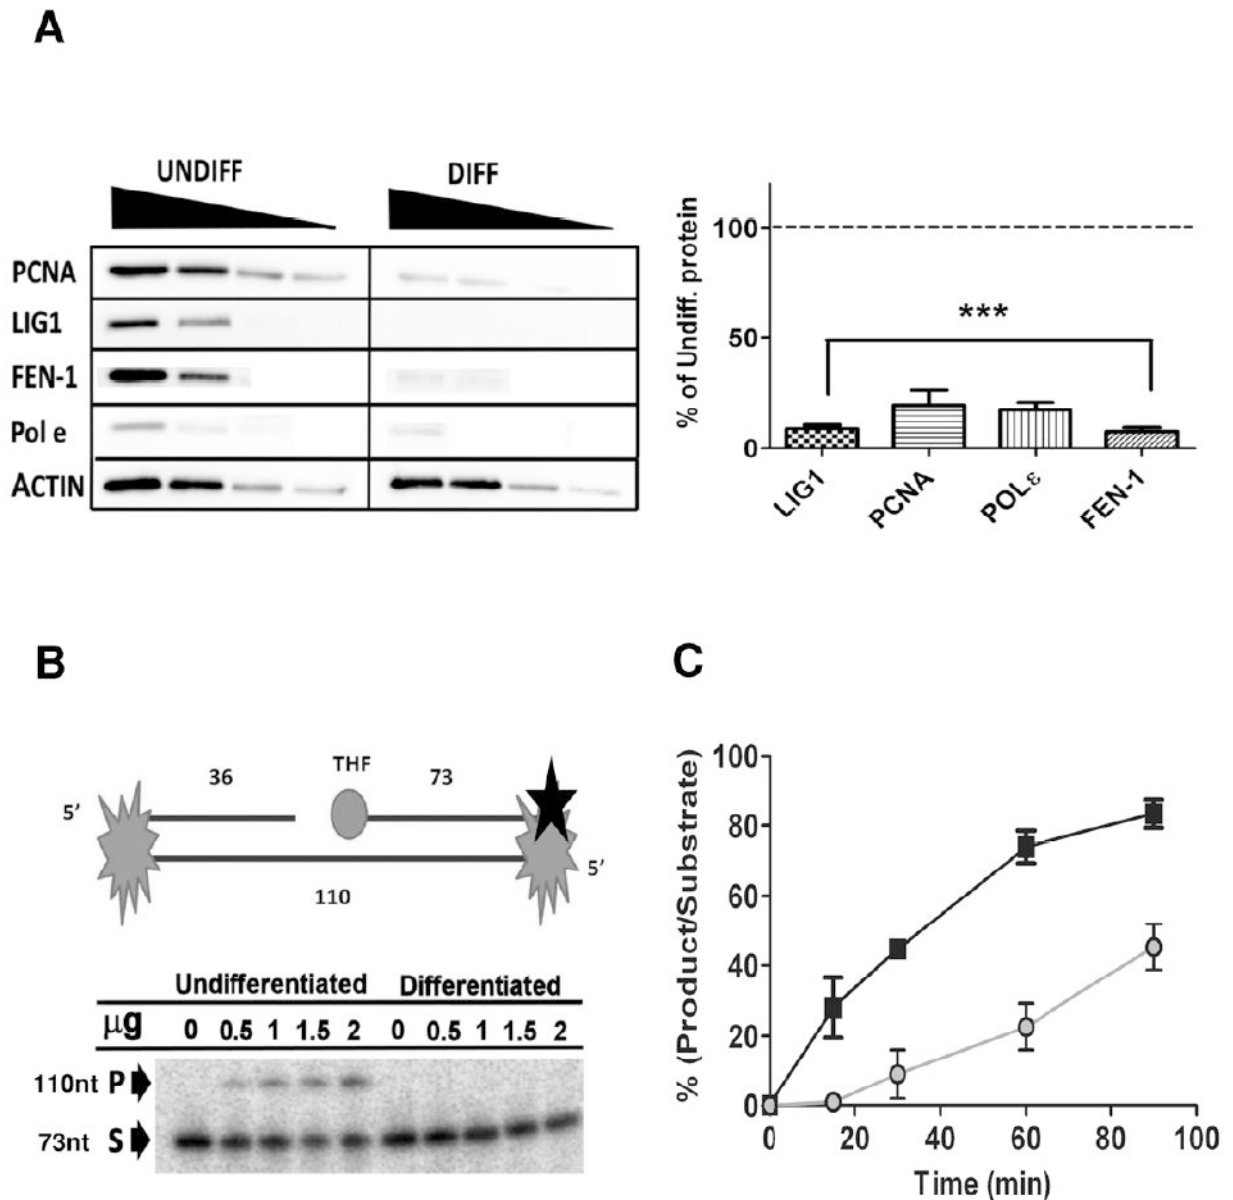 A
UNDIFF DIFF
PCNA
LIG1
FEN-1
Pol e
ACTIN
% of Undiff. protein
100
50
***
0
LIG1 PCNA POLε FEN-1
B
36 THF 73
5’
5’
110
Undifferentiated Differentiated
μg 0 0.5 1 1.5 2 0 0.5 1 1.5 2
110nt P
73nt S
C
% (Product/Substrate)
100
80
60
40
20
0
0 20 40 60 80 100
Time (min)